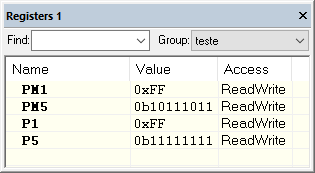 Registers 1
Find: Group: teste
Name Value Access
PM1 0xFF ReadWrite
PM5 0b10111011 ReadWrite
P1 0xFF ReadWrite
P5 0b11111111 ReadWrite